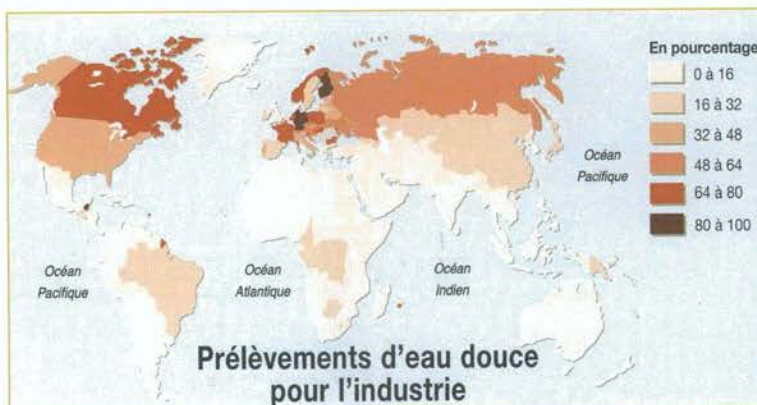 En pourcentage
0 à 16
16 à 32
32 à 48
48 à 64
64 à 80
80 à 100
Océan
Pacifique
Océan
Pacifique
Océan
Atlantique
Océan
Indien
Prélèvements d'eau douce
pour l'industrie